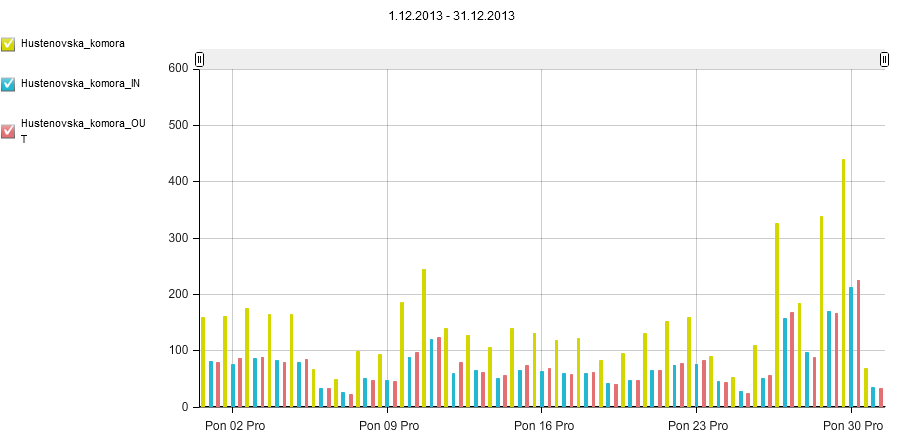 1.12.2013 - 31.12.2013
Hustenovska_komora
Hustenovska_komora_IN
Hustenovska_komora_OU
T
600
500
400
300
200
100
0
Pon 02 Pro
Pon 09 Pro
Pon 16 Pro
Pon 23 Pro
Pon 30 Pro